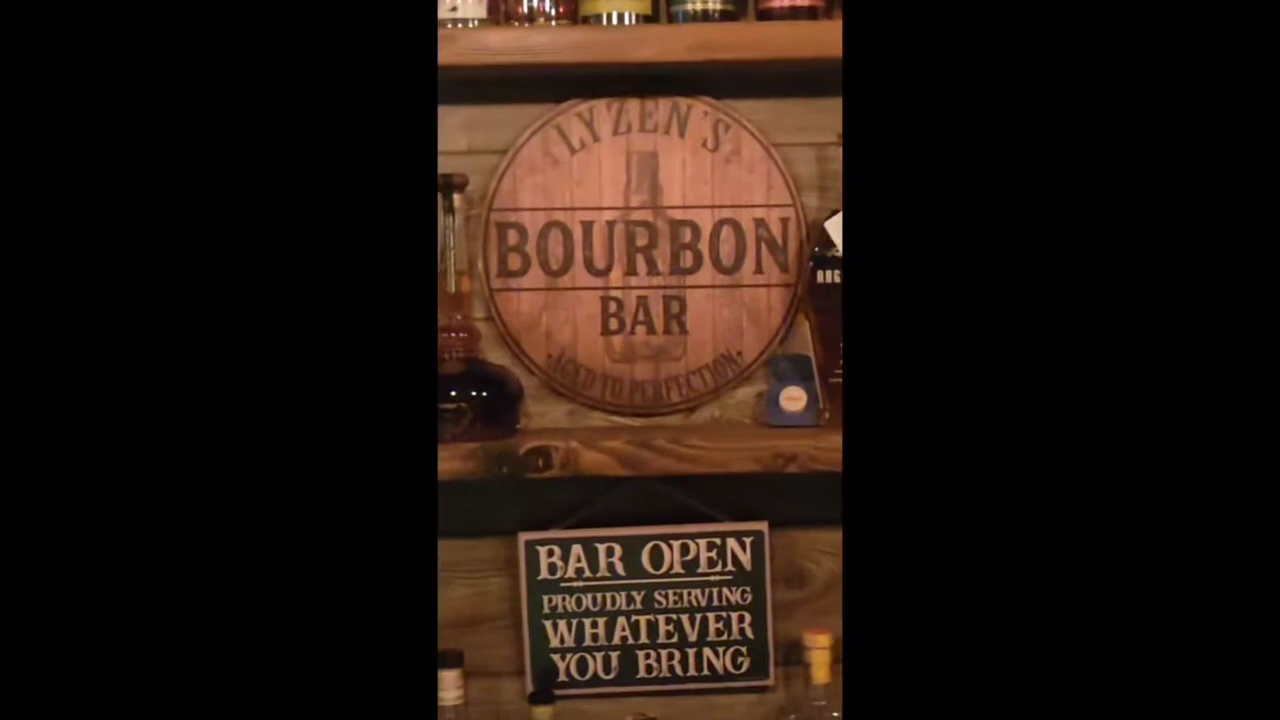 LYZEN'S
BOURBON
BAR
AGED TO PERFECTION
BAR OPEN
PROUDLY SERVING
WHATEVER
YOU BRING